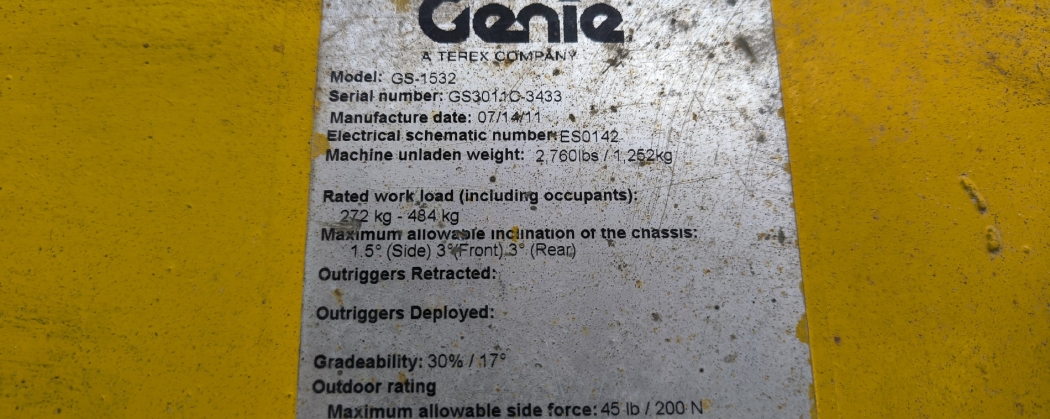 Genie
A TEREX COMPANY
Model: GS-1532
Serial number: GS3011C-3433
Manufacture date: 07/14/11
Electrical schematic number: ES0142
Machine unladen weight: 2,760lbs / 1,252kg
Rated work load (including occupants):
272 kg - 484 kg
Maximum allowable inclination of the chassis:
1.5° (Side) 3°(Front) 3° (Rear)
Outriggers Retracted:
Outriggers Deployed:
Gradeability: 30% / 17°
Outdoor rating
Maximum allowable side force: 45 lb / 200 N